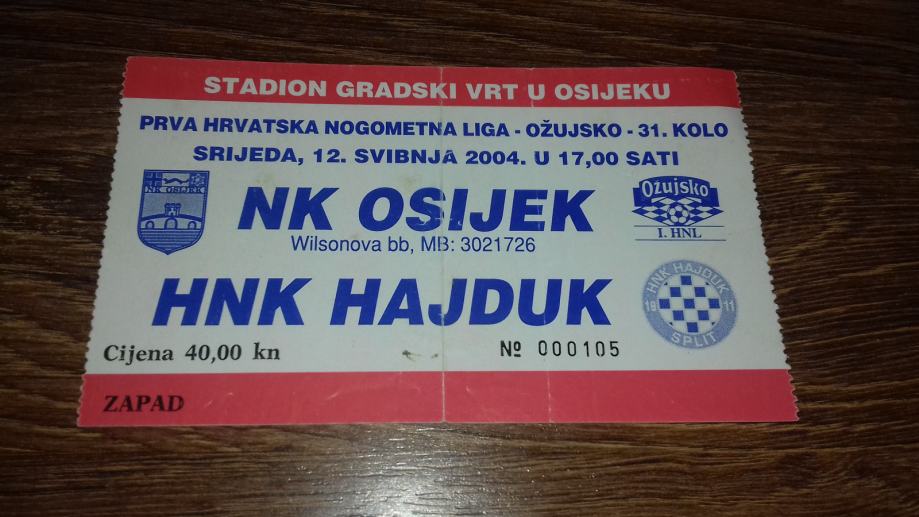 STADION GRADSKI VRT U OSIJEKU
PRVA HRVATSKA NOGOMETNA LIGA - OŽUJSKO - 31. KOLO
SRIJEDA, 12. SVIBNJA 2004. U 17,00 SATI
NK OSIJEK
NK OSIJEK
Ožujsko
I. HNL
Wilsonova bb, MB: 3021726
HNK HAJDUK
HNK HAJDUK
1911
SPLIT
Cijena 40,00 kn
№ 000105
ZAPAD